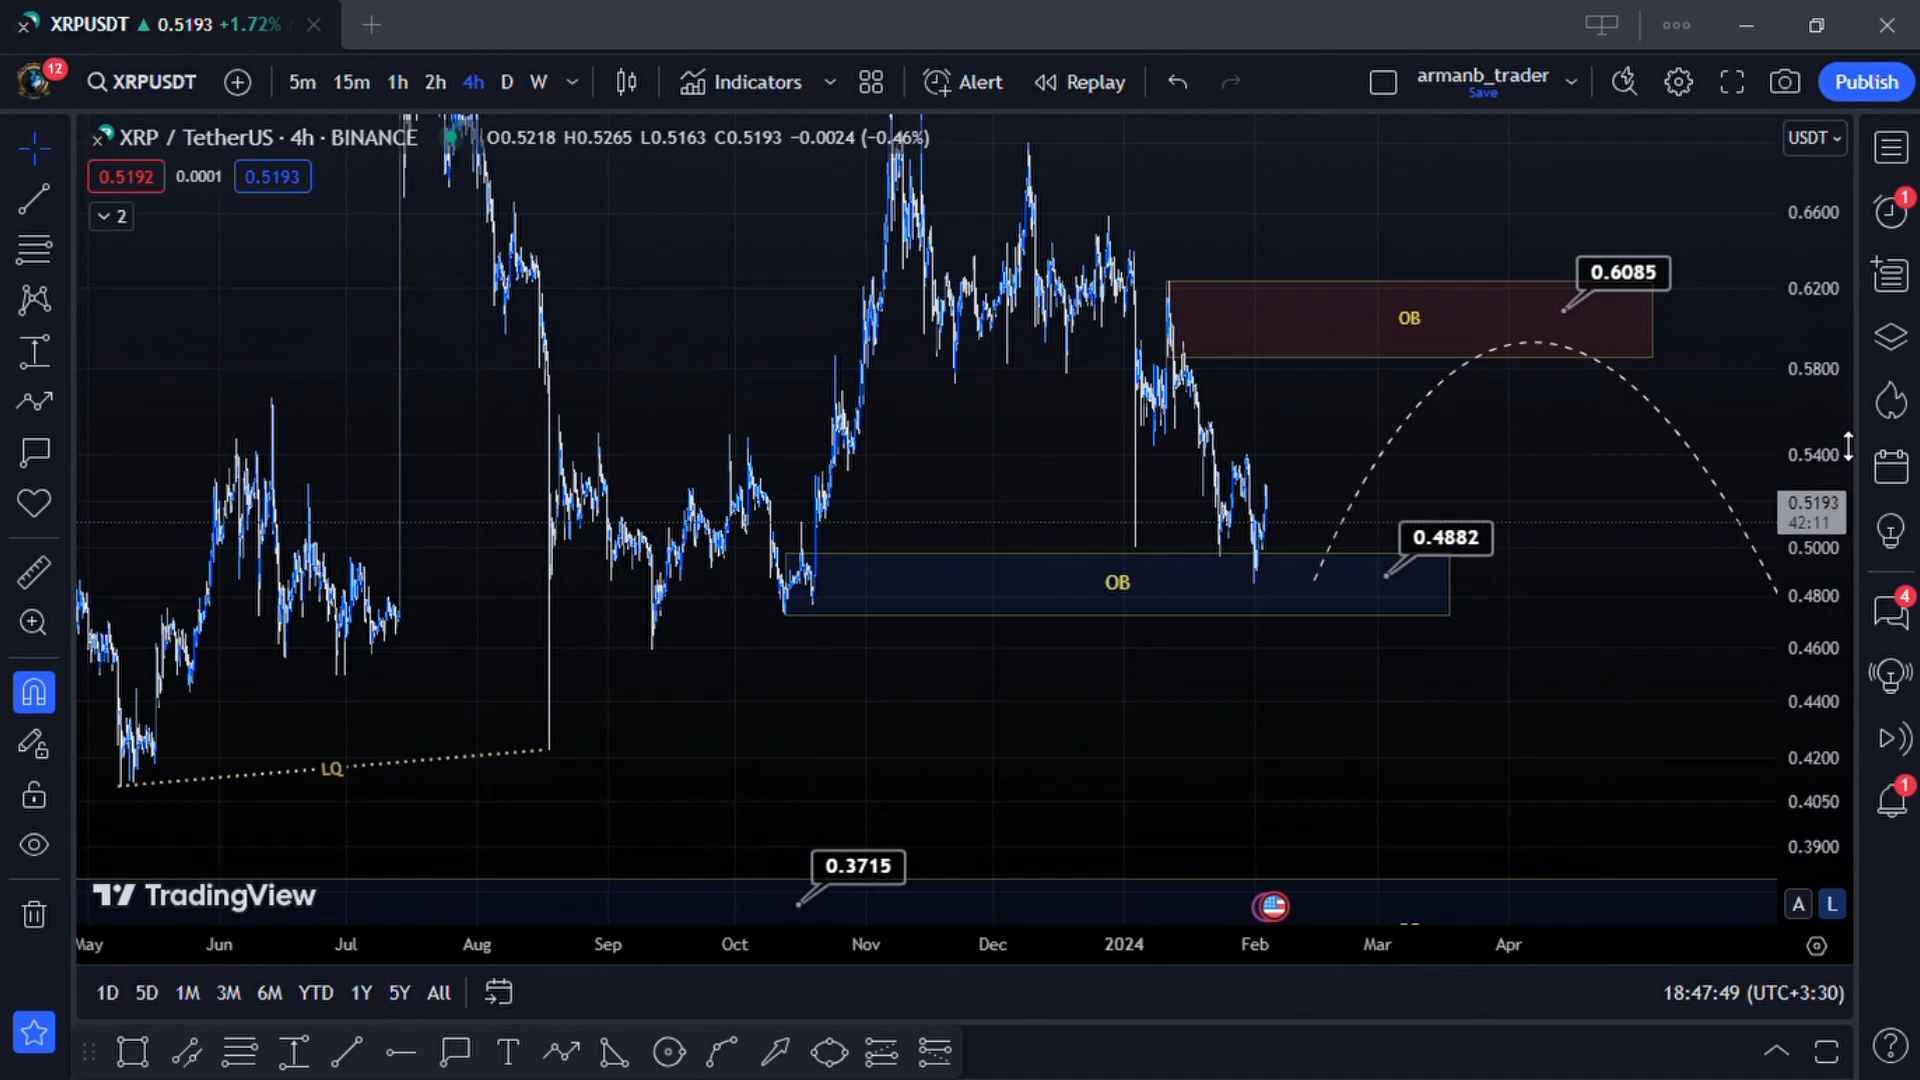 XRPUSDT ▲ 0.5193 +1.72% /
12
XRPUSDT 5m 15m 1h 2h 4h D W Indicators Alert Replay armanb_trader Publish
Save
XRP / TetherUS · 4h · BINANCE O0.5218 H0.5265 L0.5163 C0.5193 −0.0024 (−0.46%) USDT
0.5192 0.0001 0.5193
2
1
0.6600
0.6085
0.6200
OB
0.5800
0.5400
0.5193
42:11
0.4882
0.5000
OB
0.4800
4
0.4600
0.4400
0.4200
LQ
1
0.4050
0.3900
0.3715
TradingView
A L
May Jun Jul Aug Sep Oct Nov Dec 2024 Feb Mar Apr
1D 5D 1M 3M 6M YTD 1Y 5Y All 18:47:49 (UTC+3:30)
T